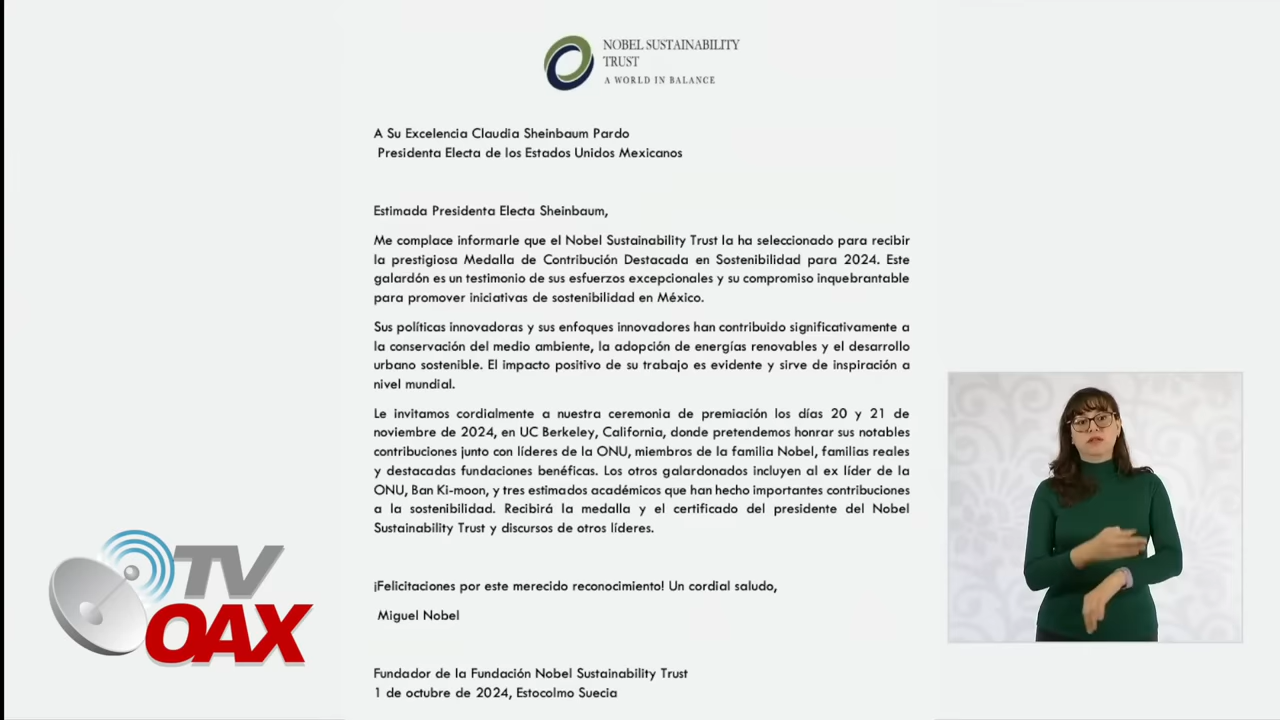 NOBEL SUSTAINABILITY
TRUST
A WORLD IN BALANCE
A Su Excelencia Claudia Sheinbaum Pardo
Presidenta Electa de los Estados Unidos Mexicanos
Estimada Presidenta Electa Sheinbaum,
Me complace informarle que el Nobel Sustainability Trust la ha seleccionado para recibir
la prestigiosa Medalla de Contribución Destacada en Sostenibilidad para 2024. Este
galardón es un testimonio de sus esfuerzos excepcionales y su compromiso inquebrantable
para promover iniciativas de sostenibilidad en México.
Sus políticas innovadoras y sus enfoques innovadores han contribuido significativamente a
la conservación del medio ambiente, la adopción de energías renovables y el desarrollo
urbano sostenible. El impacto positivo de su trabajo es evidente y sirve de inspiración a
nivel mundial.
Le invitamos cordialmente a nuestra ceremonia de premiación los días 20 y 21 de
noviembre de 2024, en UC Berkeley, California, donde pretendemos honrar sus notables
contribuciones junto con líderes de la ONU, miembros de la familia Nobel, familias reales
y destacadas fundaciones benéficas. Los otros galardonados incluyen al ex líder de la
ONU, Ban Ki-moon, y tres estimados académicos que han hecho importantes contribuciones
a la sostenibilidad. Recibirá la medalla y el certificado del presidente del Nobel
Sustainability Trust y discursos de otros líderes.
¡Felicitaciones por este merecido reconocimiento! Un cordial saludo,
Miguel Nobel
Fundador de la Fundación Nobel Sustainability Trust
1 de octubre de 2024, Estocolmo Suecia
TV
OAX